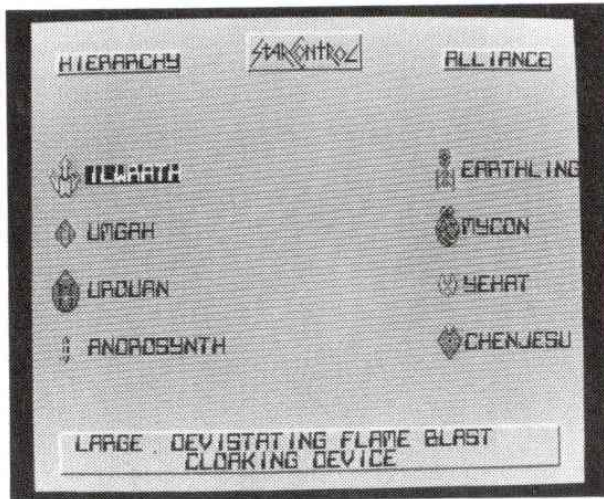 HIERARCHY
STARCONTROL
ALLIANCE
ILWRATH
UMGAH
URQUAN
ANDROSYNTH
EARTHLING
MYCON
YEHAT
CHENJESU
LARGE, DEVISTATING FLAME BLAST
CLOAKING DEVICE